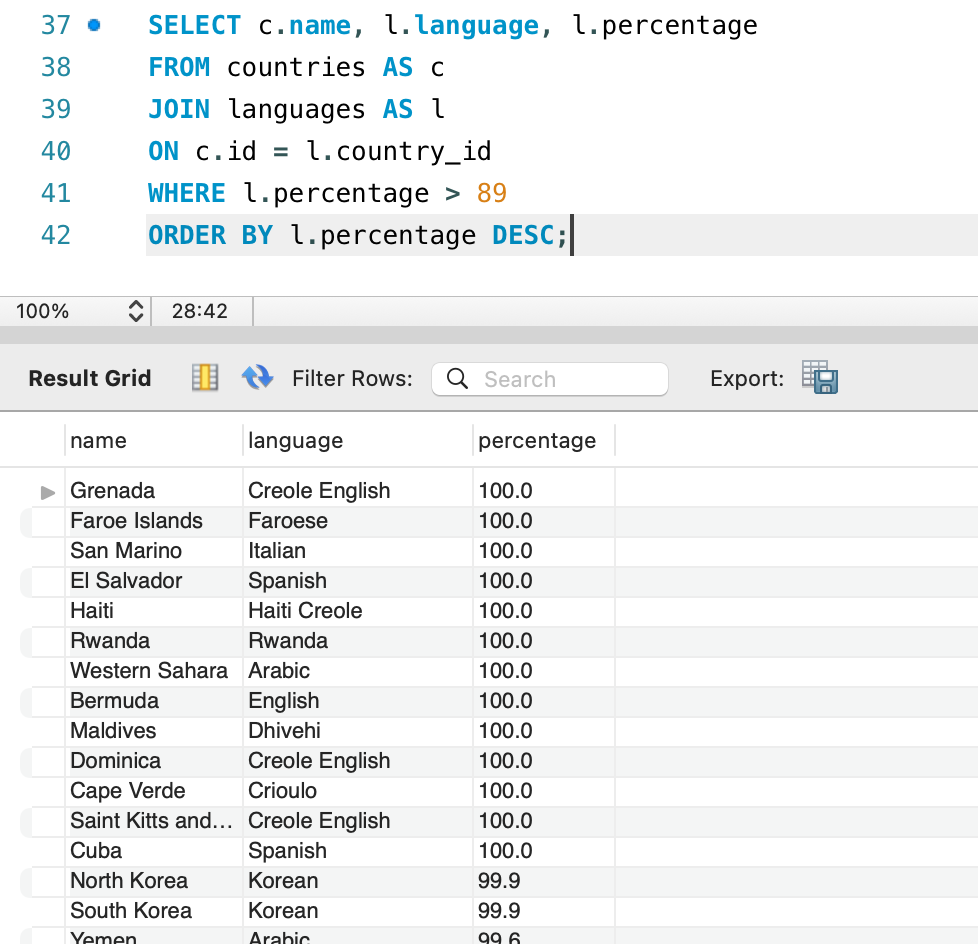 37 SELECT c.name, l.language, l.percentage
38 FROM countries AS c
39 JOIN languages AS l
40 ON c.id = l.country_id
41 WHERE l.percentage > 89
42 ORDER BY l.percentage DESC;
100% 28:42
Result Grid Filter Rows: Search Export:
name language percentage
Grenada Creole English 100.0
Faroe Islands Faroese 100.0
San Marino Italian 100.0
El Salvador Spanish 100.0
Haiti Haiti Creole 100.0
Rwanda Rwanda 100.0
Western Sahara Arabic 100.0
Bermuda English 100.0
Maldives Dhivehi 100.0
Dominica Creole English 100.0
Cape Verde Crioulo 100.0
Saint Kitts and... Creole English 100.0
Cuba Spanish 100.0
North Korea Korean 99.9
South Korea Korean 99.9
Yemen Arabic 99.6